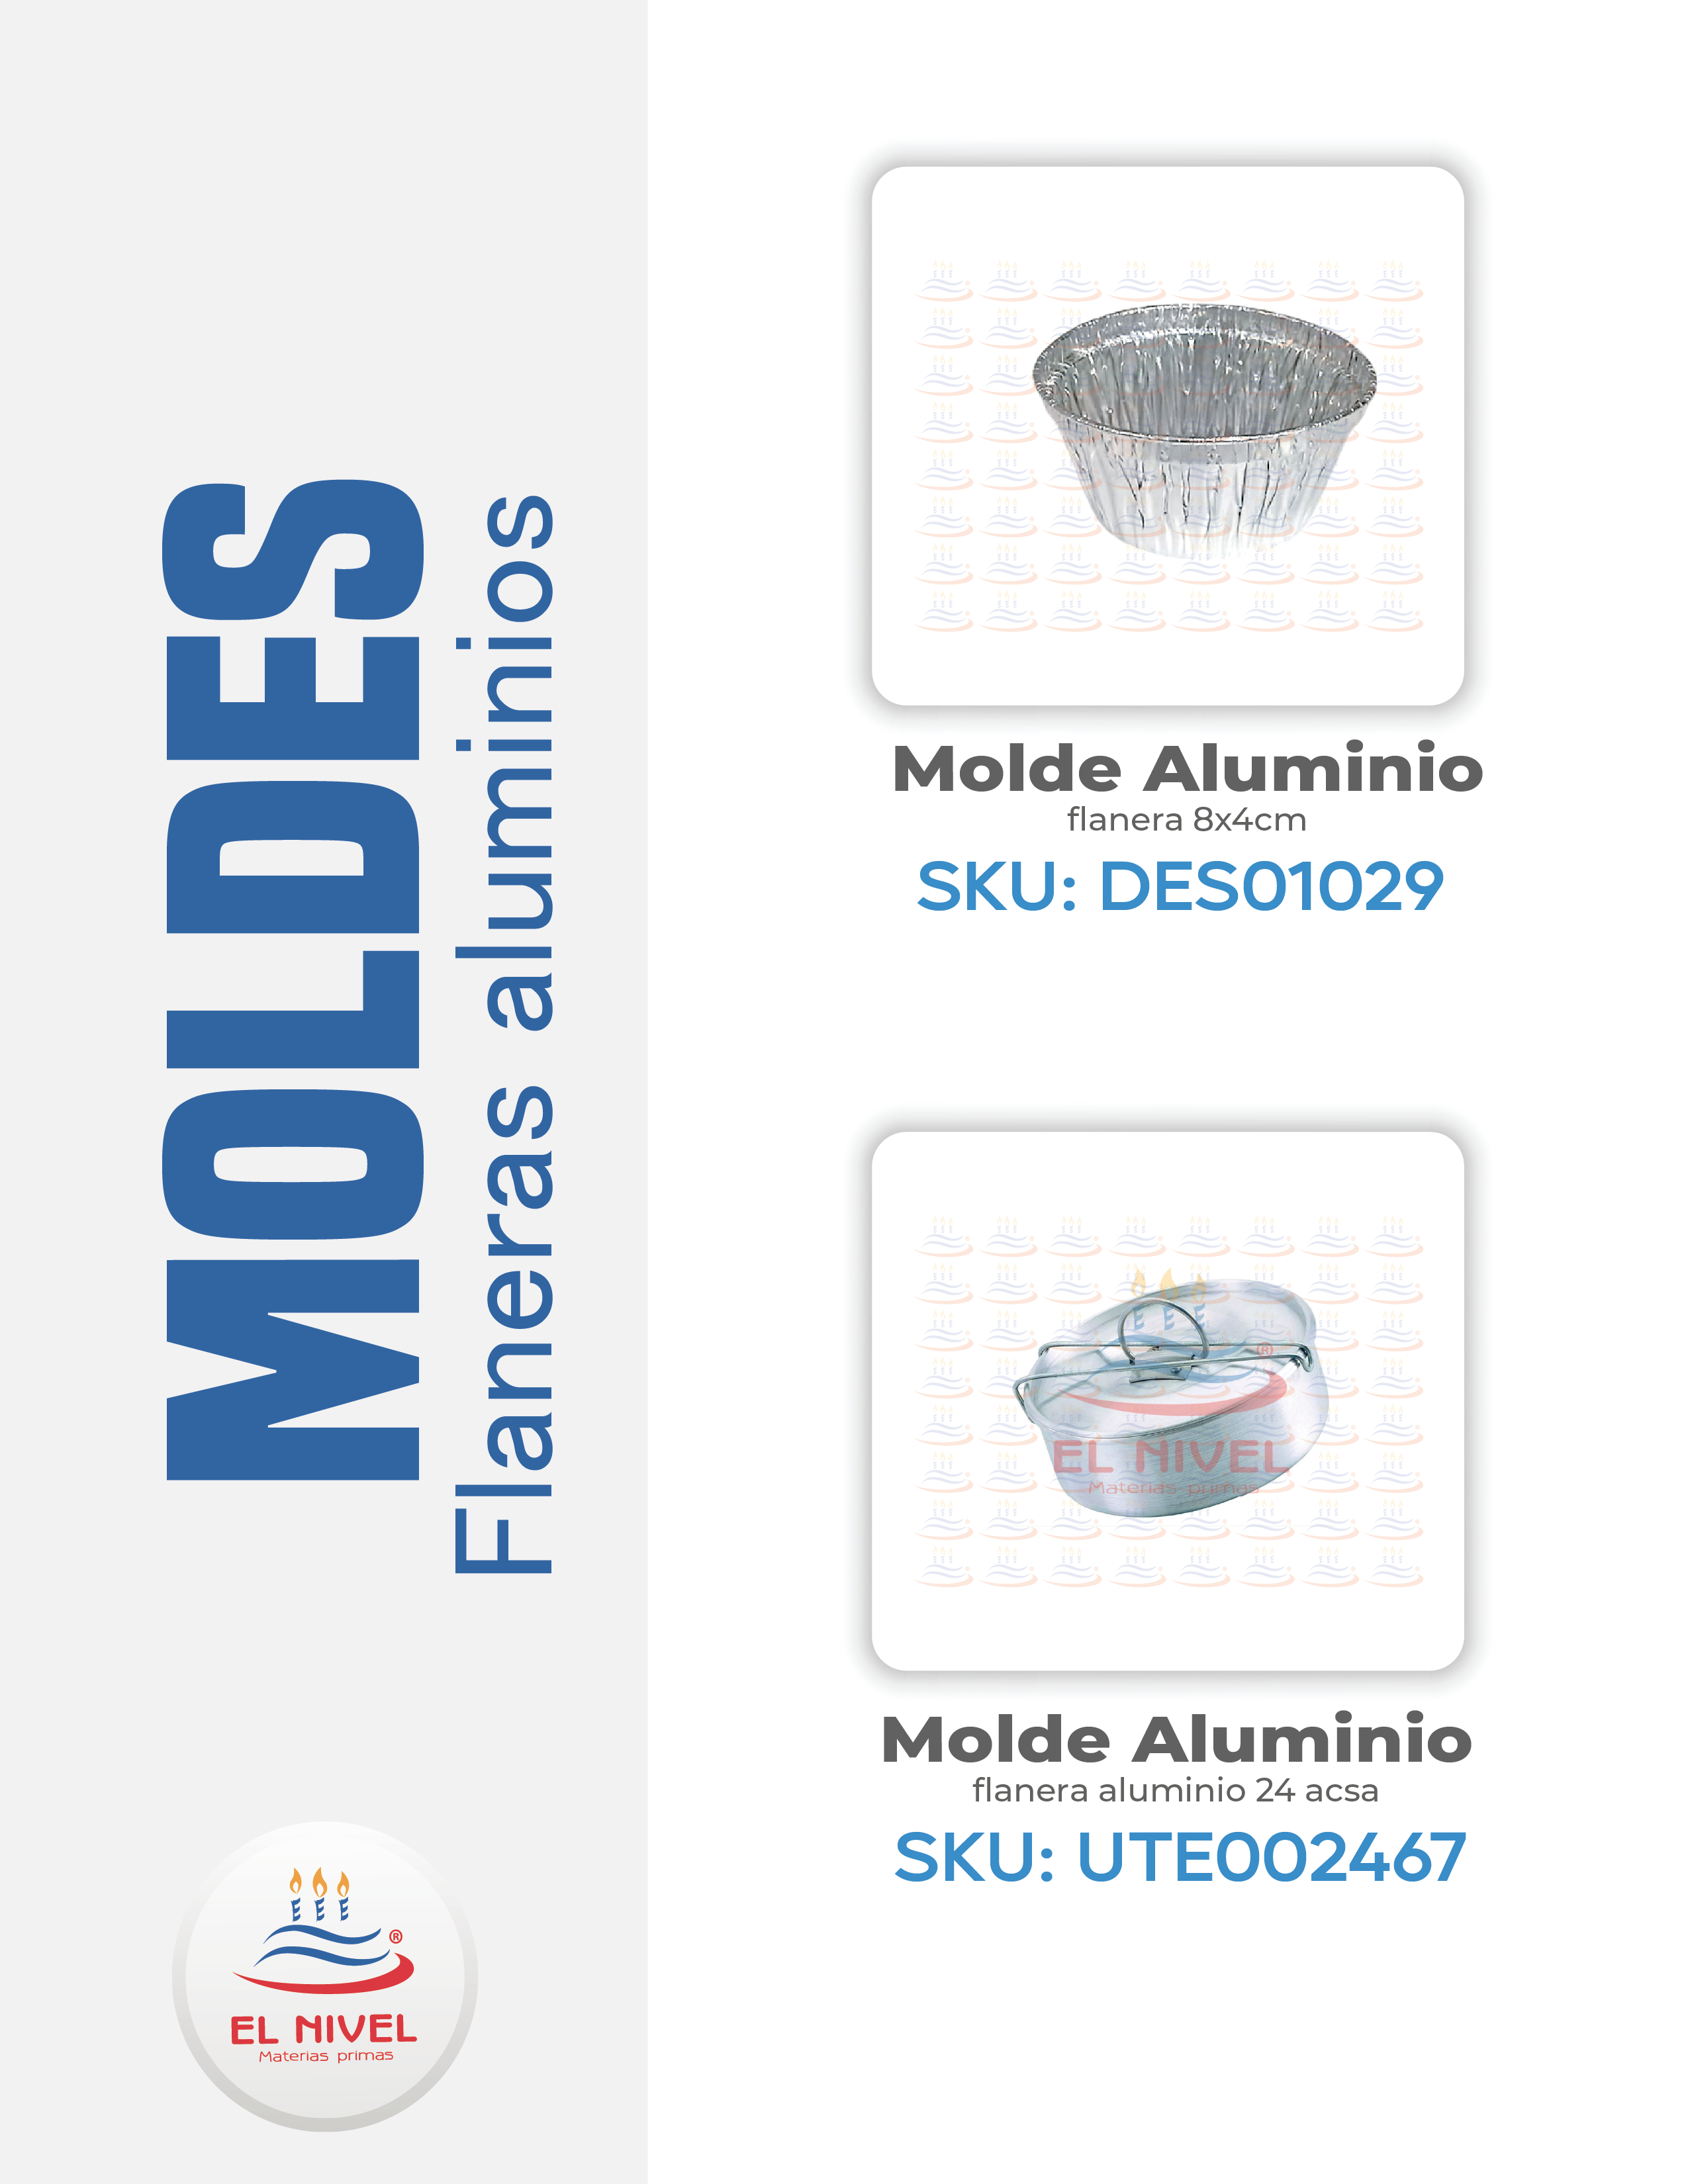 MOLDES
Flaneras aluminios
Molde Aluminio
flanera 8x4cm
SKU: DES01029
®
EL NIVEL
Materias primas
Molde Aluminio
flanera aluminio 24 acsa
SKU: UTE002467
®
EL NIVEL
Materias primas